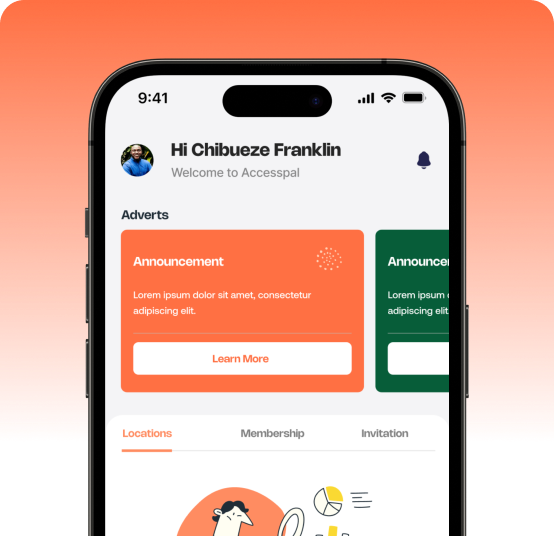 9:41
Hi Chibueze Franklin
Welcome to Accesspal
Adverts
Announcement
Lorem ipsum dolor sit amet, consectetur
adipiscing elit.
Learn More
Lorem ipsum
adipiscing elit
Locations Membership Invitation